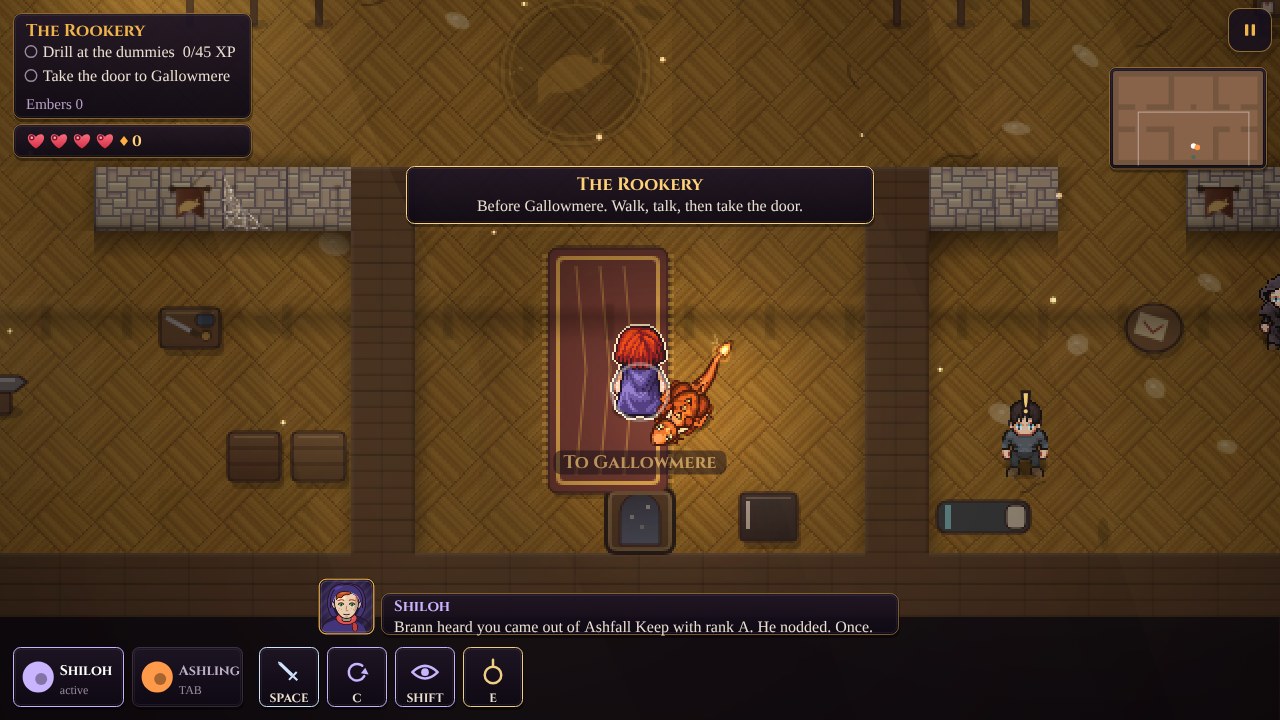 THE ROOKERY
Drill at the dummies 0/45 XP
Take the door to Gallowmere
Embers 0
0
THE ROOKERY
Before Gallowmere. Walk, talk, then take the door.
!
TO GALLOWMERE
SHILOH
Brann heard you came out of Ashfall Keep with rank A. He nodded. Once.
SHILOH
active
ASHLING
TAB
SPACE
C
SHIFT
E